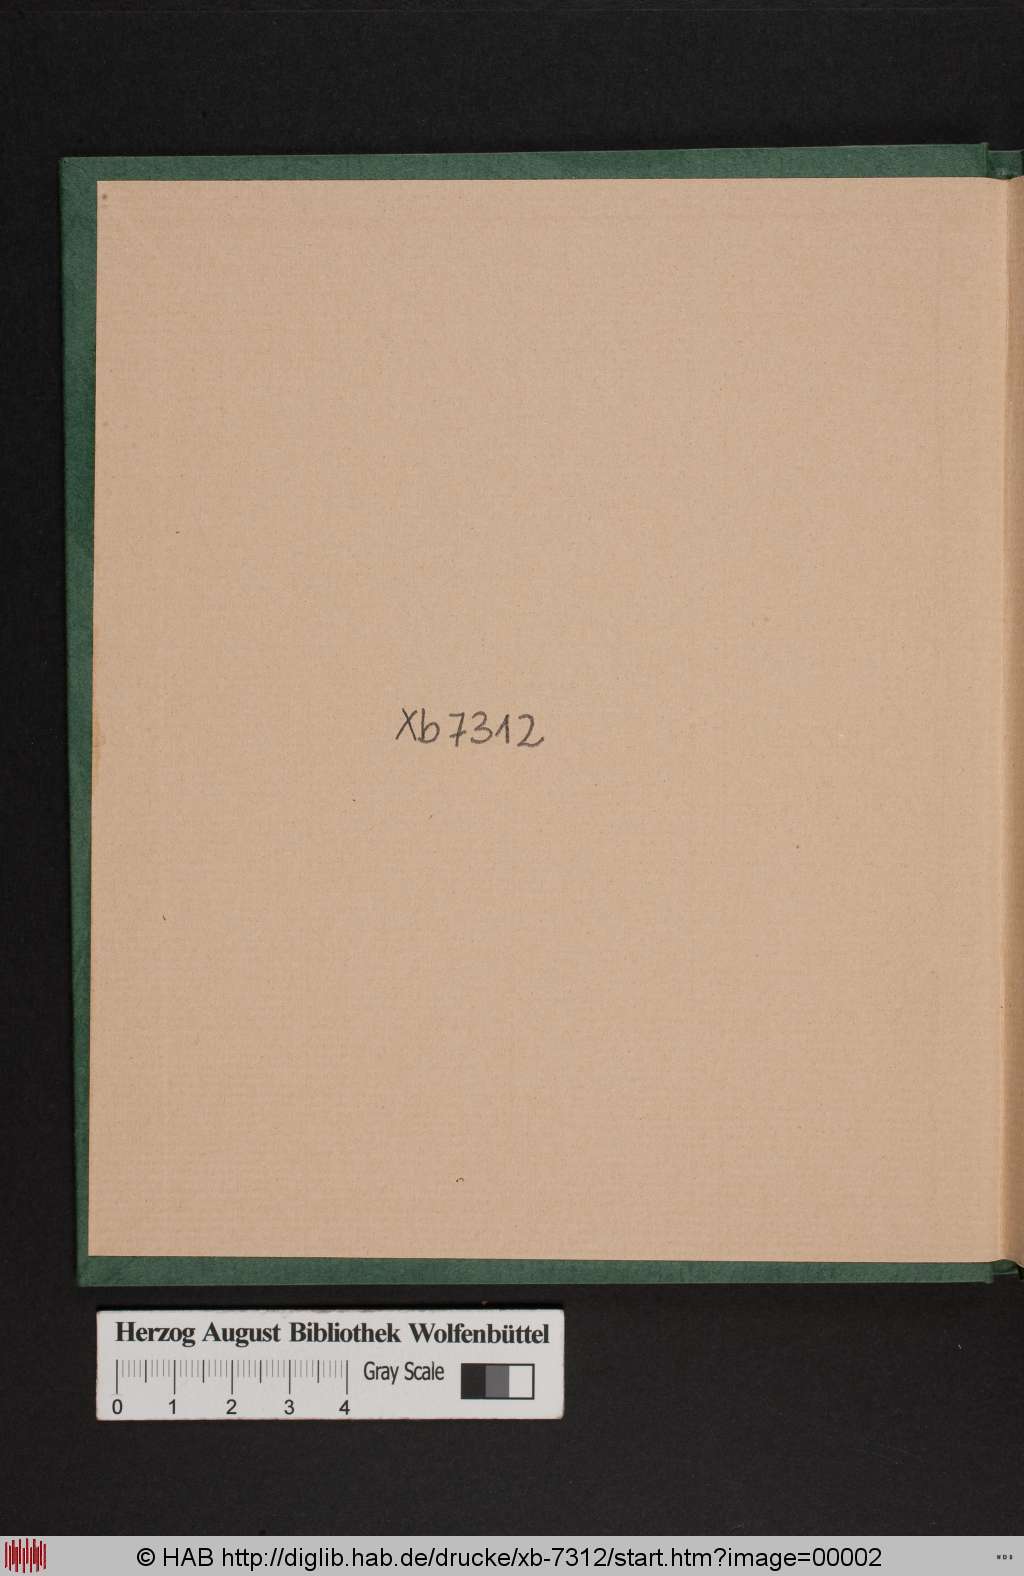 Xb 7312
Herzog August Bibliothek Wolfenbüttel
Gray Scale
0 1 2 3 4
© HAB http://diglib.hab.de/drucke/xb-7312/start.htm?image=00002